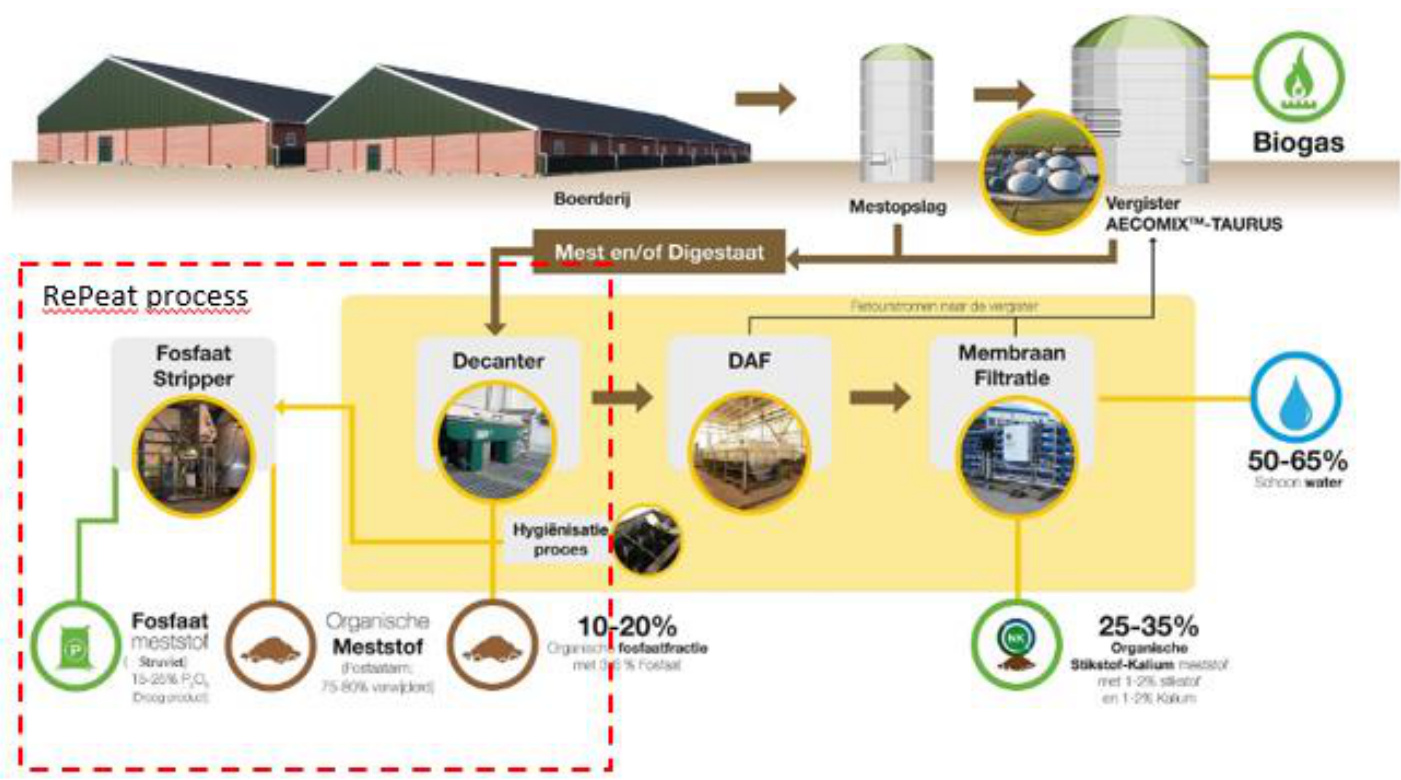 Biogas
Boerderij
Mestopslag
Vergister
AECOMIX™-TAURUS
Mest en/of Digestaat
RePeat process
Retourstromen naar de vergister
Fosfaat
Stripper
Decanter
DAF
Membraan
Filtratie
50-65%
Schoon water
Hygiënisatie
proces
Fosfaat
meststof
( Struviet)
15-25% P₂O₅
Droog product)
P
Organische
Meststof
(Fosfaatarm,
75-80% verwijderd)
10-20%
Organische fosfaatfractie
met % Fosfaat
NK
25-35%
Organische
Stikstof-Kalium meststof
met 1-2% stikstof
en 1-2% Kalium